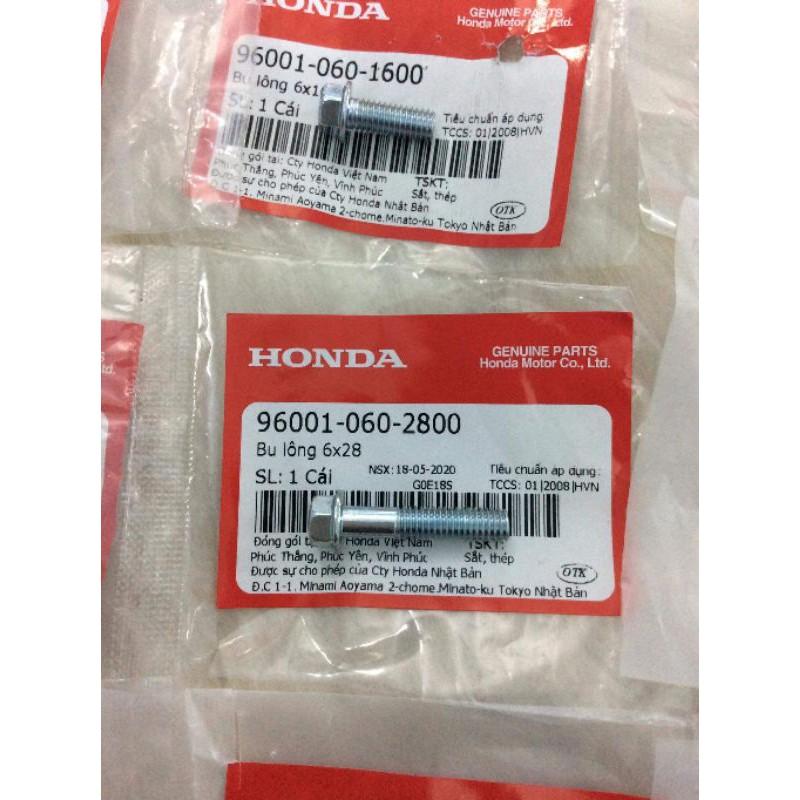 HONDA
GENUINE PARTS
Honda Motor Co., Ltd.
96001-060-1600
Bu lông
SL: 1 Cái
Tiêu chuẩn áp dụng
TCCS: 01|2008|HVN
gói tại: Cty Honda Việt Nam
Phúc Thắng, Phúc Yên, Vĩnh Phúc
TSKT:
Sắt, thép
Được sự cho phép của Cty Honda Nhật Bản
Đ.C 1-1. Minami Aoyama 2-chome.Minato-ku Tokyo Nhật Bản
OTK
HONDA
GENUINE PARTS
Honda Motor Co., Ltd.
96001-060-2800
Bu lông 6x28
SL: 1 Cái
NSX: 18-05-2020
G0E18S
Tiêu chuẩn áp dụng:
TCCS: 01|2008|HVN
Đóng gói Honda Việt Nam
Phúc Thắng, Phúc Yên, Vĩnh Phúc
TSKT:
Sắt, thép
Được sự cho phép của Cty Honda Nhật Bản
Đ.C 1-1. Minami Aoyama 2-chome.Minato-ku Tokyo Nhật Bản
OTK
Ltd.